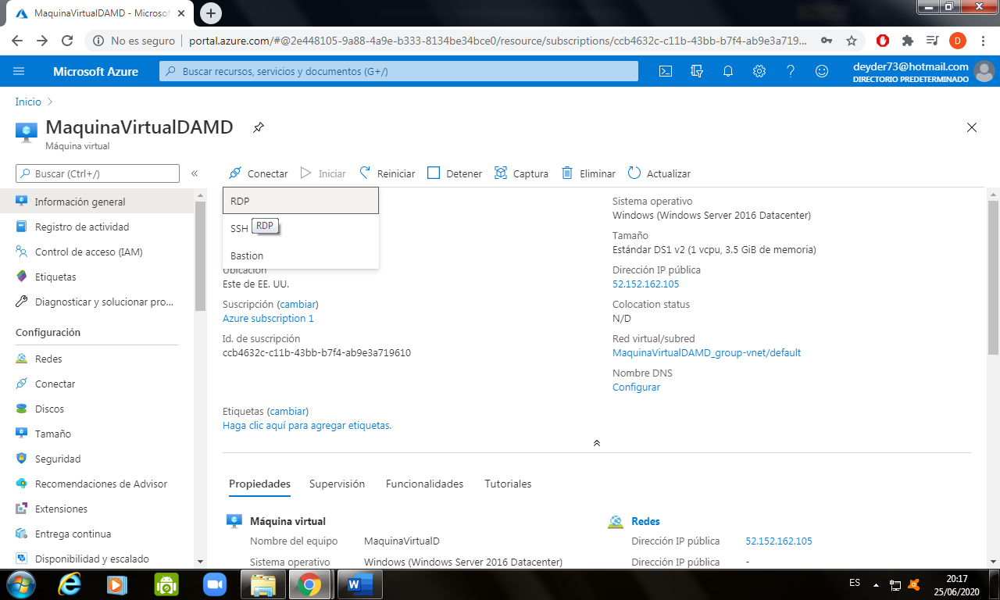 MaquinaVirtualDAMD - Microsof
No es seguro | portal.azure.com/#@2e448105-9a88-4a9e-b333-8134be34bce0/resource/subscriptions/ccb4632c-c11b-43bb-b7f4-ab9e3a719...
D
Microsoft Azure
Buscar recursos, servicios y documentos (G+/)
deyder73@hotmail.com
DIRECTORIO PREDETERMINADO
Inicio
MaquinaVirtualDAMD
Máquina virtual
Buscar (Ctrl+/)
Información general
Registro de actividad
Control de acceso (IAM)
Etiquetas
Diagnosticar y solucionar pro...
Configuración
Redes
Conectar
Discos
Tamaño
Seguridad
Recomendaciones de Advisor
Extensiones
Entrega continua
Disponibilidad y escalado
Conectar Iniciar Reiniciar Detener Captura Eliminar Actualizar
RDP
SSH
RDP
Bastion
Ubicación
Este de EE. UU.
Suscripción (cambiar)
Azure subscription 1
Id. de suscripción
ccb4632c-c11b-43bb-b7f4-ab9e3a719610
Etiquetas (cambiar)
Haga clic aquí para agregar etiquetas.
Sistema operativo
Windows (Windows Server 2016 Datacenter)
Tamaño
Estándar DS1 v2 (1 vcpu, 3.5 GiB de memoria)
Dirección IP pública
52.152.162.105
Colocation status
N/D
Red virtual/subred
MaquinaVirtualDAMD_group-vnet/default
Nombre DNS
Configurar
Propiedades Supervisión Funcionalidades Tutoriales
Máquina virtual
Nombre del equipo MaquinaVirtualD
Sistema operativo Windows (Windows Server 2016 Datacenter)
Redes
Dirección IP pública 52.152.162.105
Dirección IP pública -
ES
20:17
25/06/2020